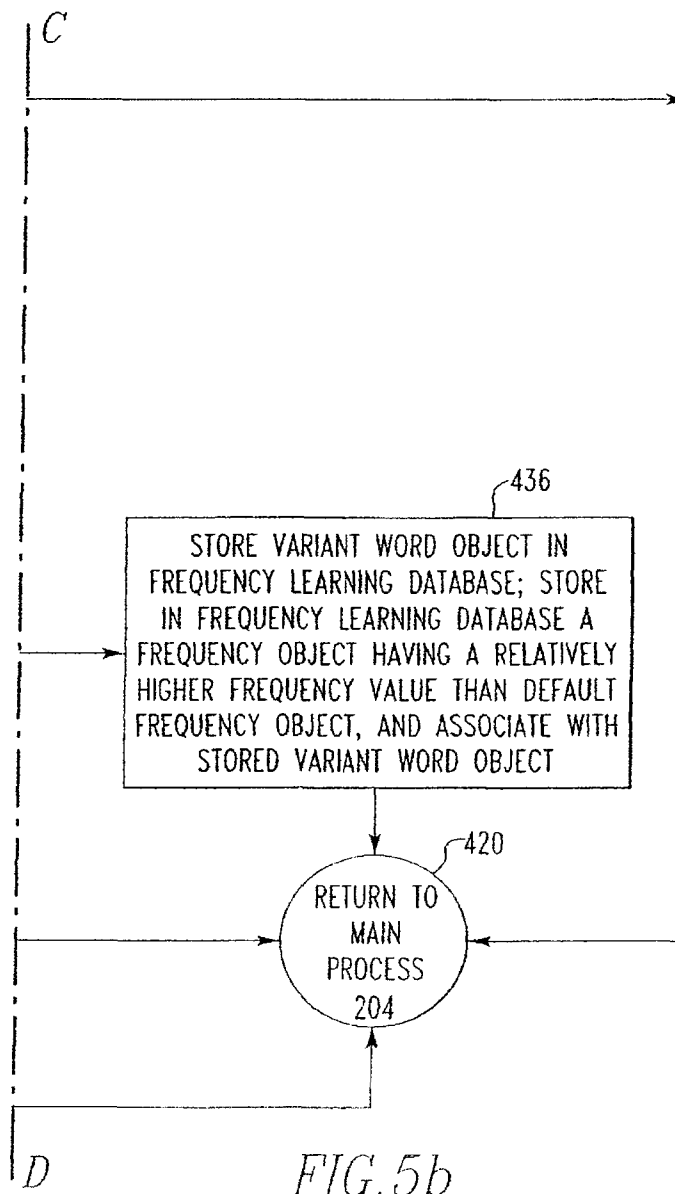 C
436
STORE VARIANT WORD OBJECT IN
FREQUENCY LEARNING DATABASE; STORE
IN FREQUENCY LEARNING DATABASE A
FREQUENCY OBJECT HAVING A RELATIVELY
HIGHER FREQUENCY VALUE THAN DEFAULT
FREQUENCY OBJECT, AND ASSOCIATE WITH
STORED VARIANT WORD OBJECT
420
RETURN TO
MAIN
PROCESS
204
D
FIG.5b